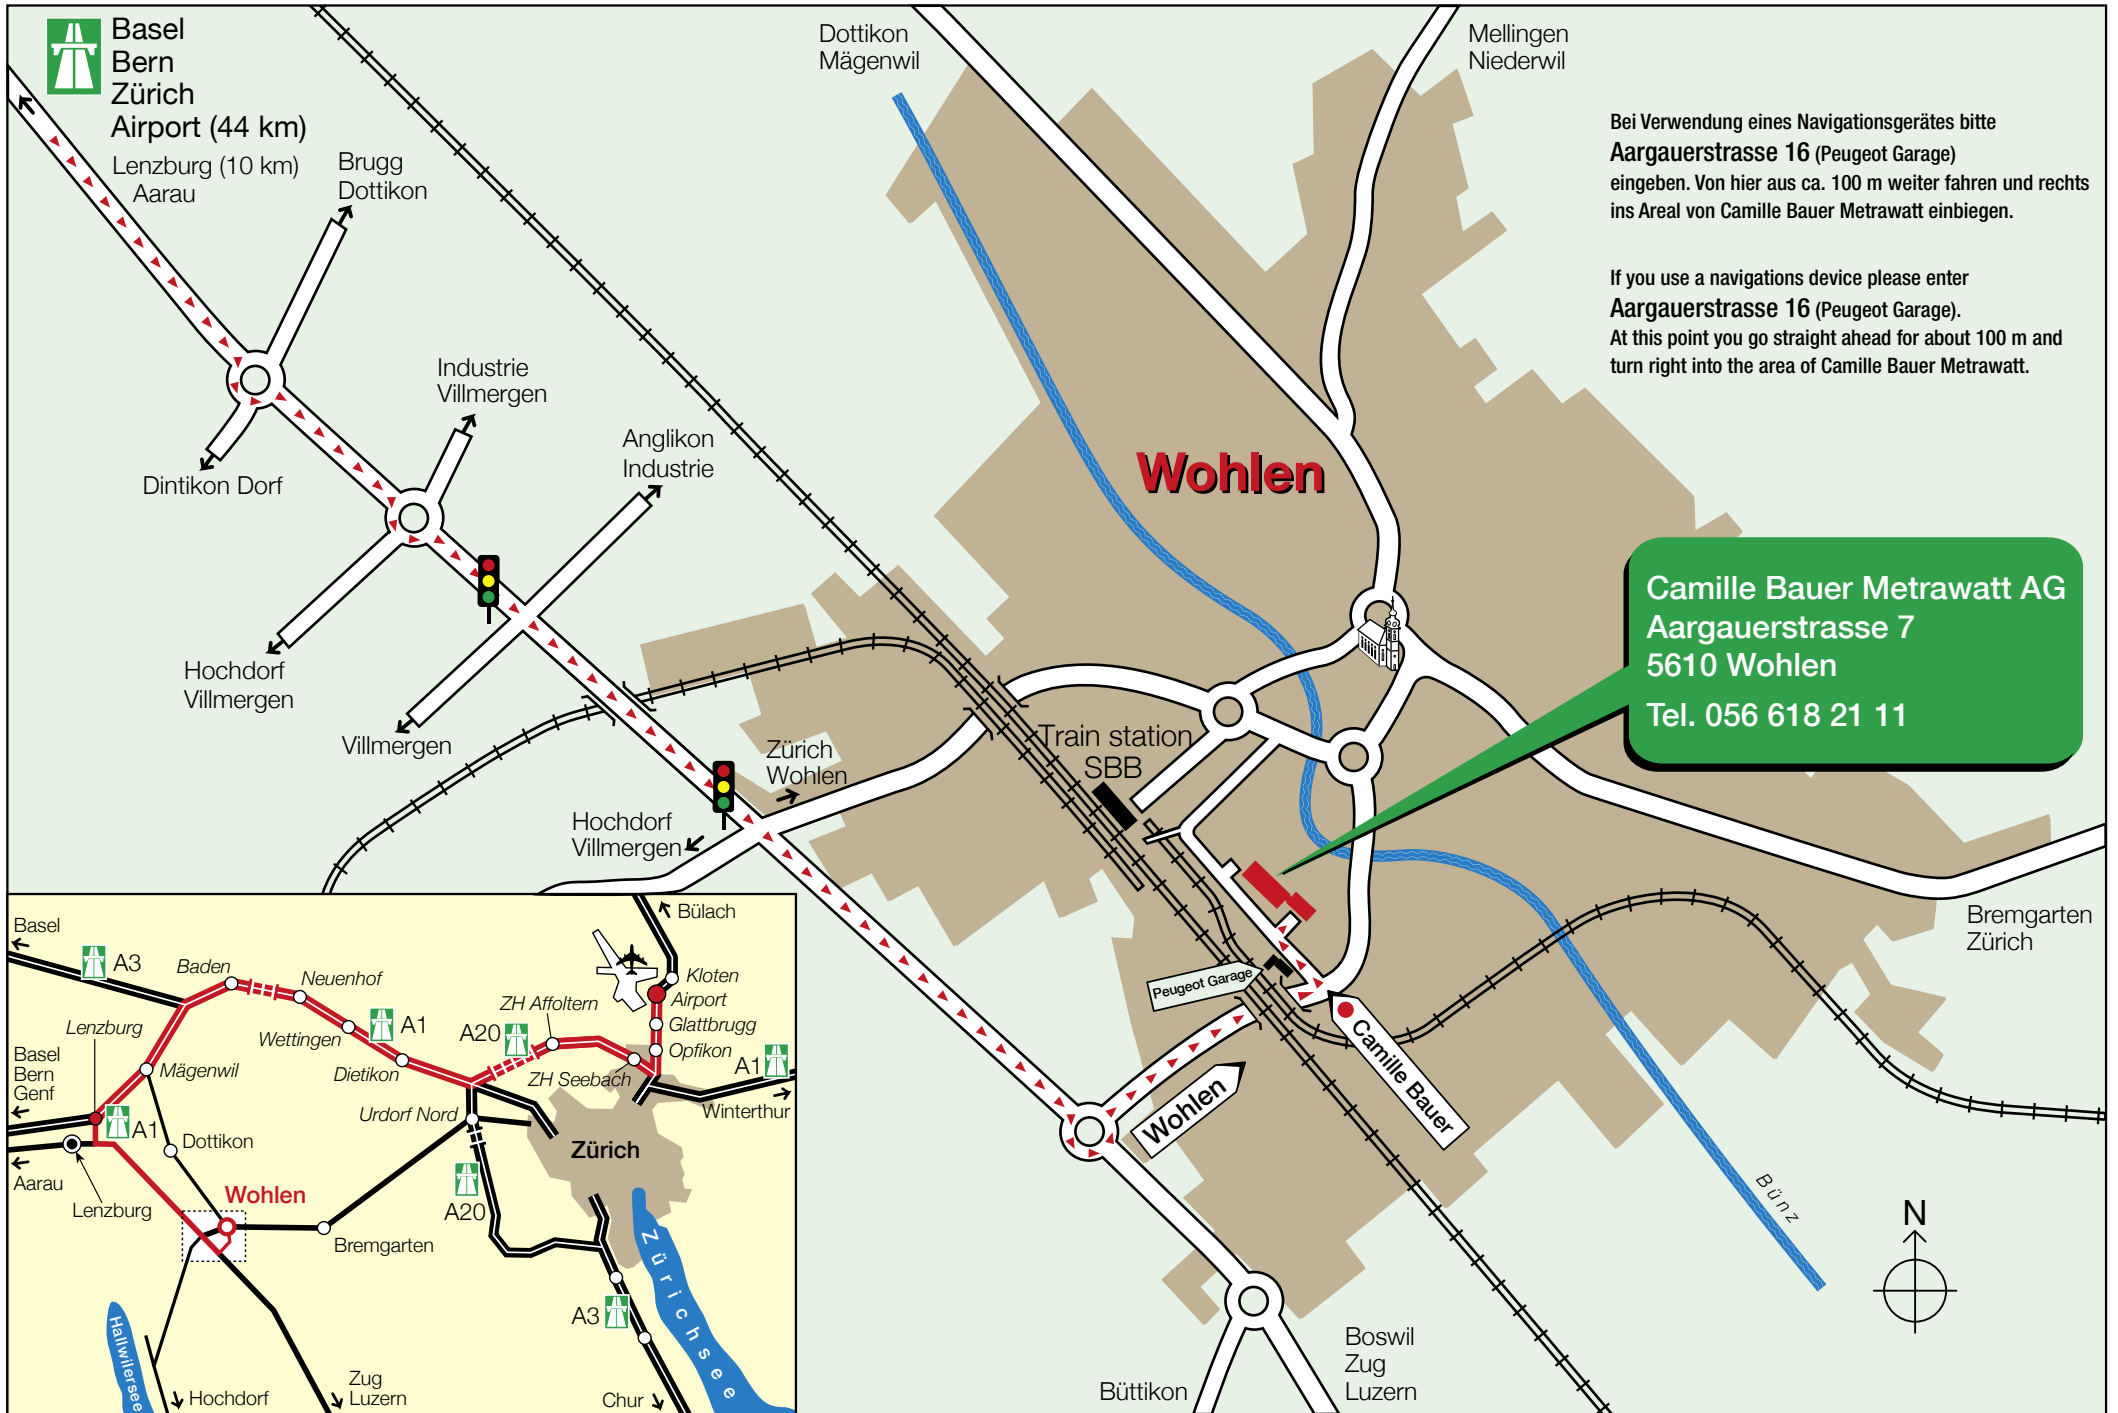 Basel
Bern
Zürich
Airport (44 km)
Lenzburg (10 km)
Aarau
Brugg
Dottikon
Dottikon
Mägenwil
Mellingen
Niederwil
Bei Verwendung eines Navigationsgerätes bitte
Aargauerstrasse 16 (Peugeot Garage)
eingeben. Von hier aus ca. 100 m weiter fahren und rechts
ins Areal von Camille Bauer Metrawatt einbiegen.
If you use a navigations device please enter
Aargauerstrasse 16 (Peugeot Garage).
At this point you go straight ahead for about 100 m and
turn right into the area of Camille Bauer Metrawatt.
Industrie
Villmergen
Anglikon
Industrie
Dintikon Dorf
Wohlen
Camille Bauer Metrawatt AG
Aargauerstrasse 7
5610 Wohlen
Tel. 056 618 21 11
Hochdorf
Villmergen
Villmergen
Zürich
Wohlen
Train station
SBB
Hochdorf
Villmergen
Bremgarten
Zürich
Peugeot Garage
Camille Bauer
Wohlen
Bünz
N
Boswil
Zug
Luzern
Büttikon
Basel
A3
Baden
Neuenhof
Bülach
Kloten
Airport
Glattbrugg
Opfikon
ZH Affoltern
A20
A1
Lenzburg
Wettingen
Basel
Bern
Genf
Mägenwil
Dietikon
ZH Seebach
A1
Winterthur
A1
Urdorf Nord
Dottikon
Zürich
Aarau
Lenzburg
Wohlen
A20
Bremgarten
Zürichsee
A3
Hallwilersee
Hochdorf
Zug
Luzern
Chur